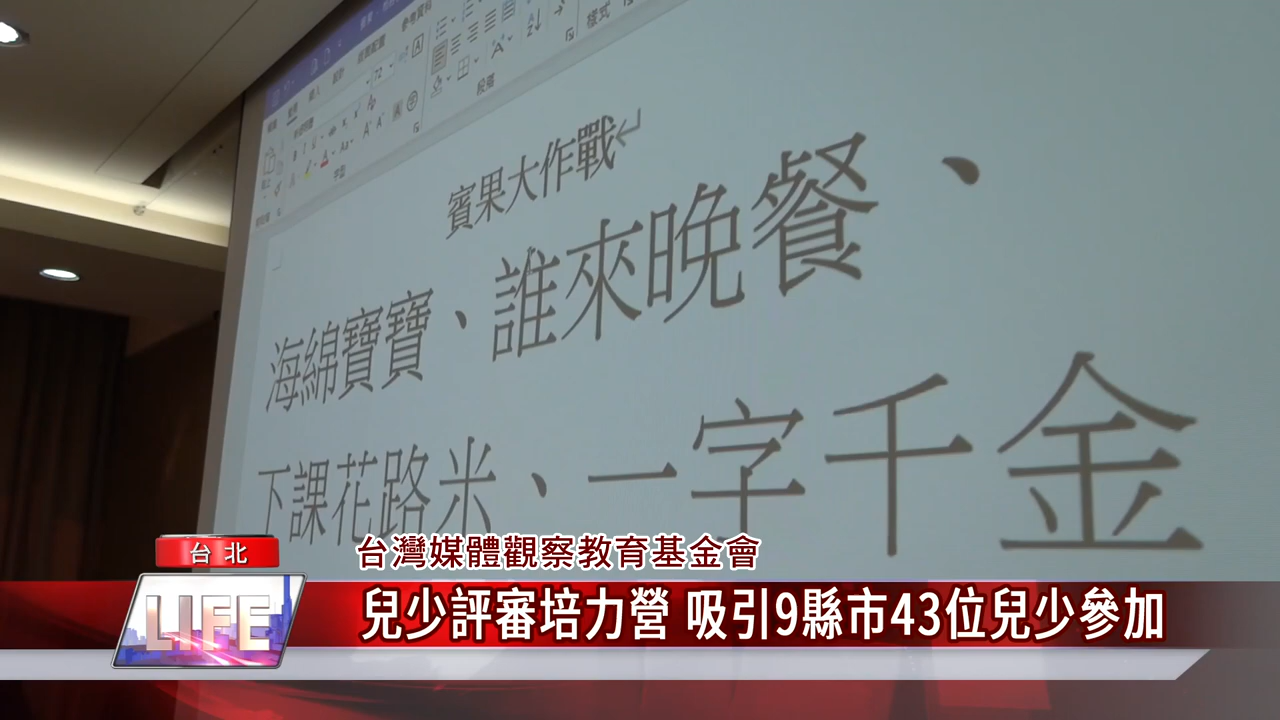 賓果大作戰
海綿寶寶、誰來晚餐、
下課花路米、一字千金
台北
LIFE
台灣媒體觀察教育基金會
兒少評審培力營 吸引9縣市43位兒少參加